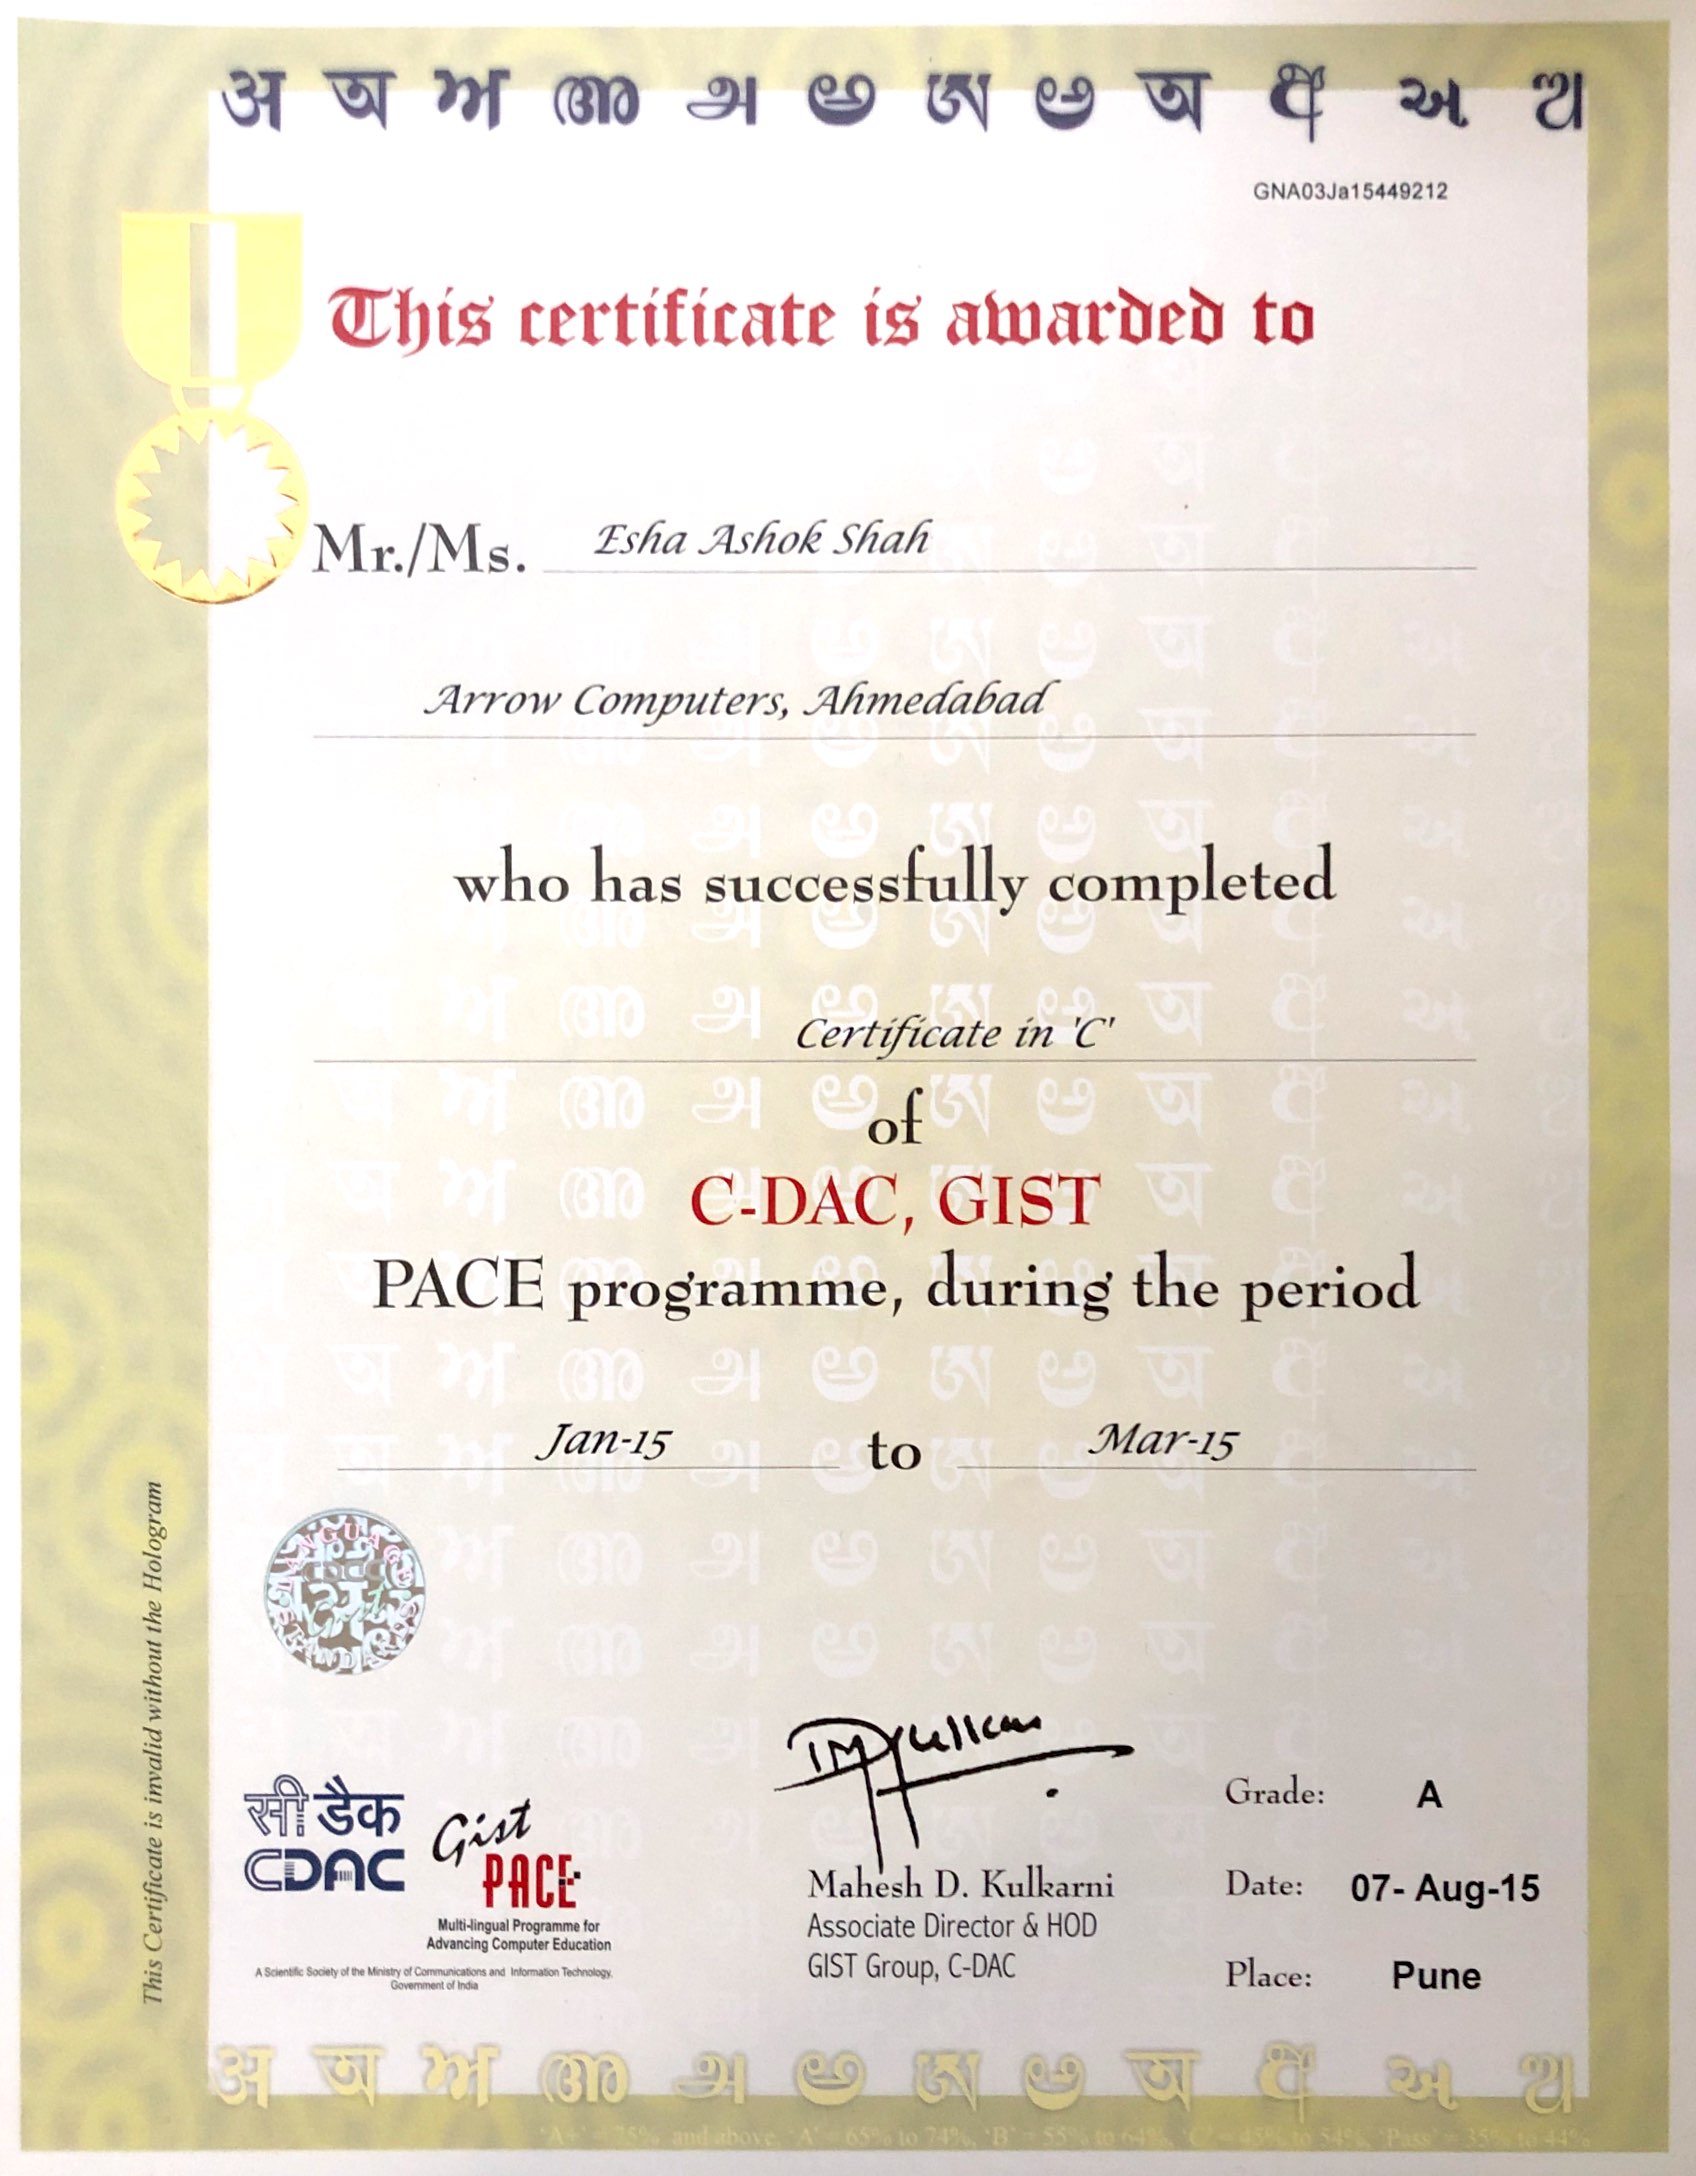 अ অ ਅ അ அ అ ༀ ಅ অ અ ଅ
GNA03Ja15449212
This certificate is awarded to
Mr./Ms. Esha Ashok Shah
Arrow Computers, Ahmedabad
who has successfully completed
Certificate in 'C'
of
C-DAC, GIST
PACE programme, during the period
Jan-15 to Mar-15
This Certificate is invalid without the Hologram
सी डैक
CDAC
Gist
PACE
Multi-lingual Programme for
Advancing Computer Education
A Scientific Society of the Ministry of Communications and Information Technology,
Government of India
Mahesh D. Kulkarni
Associate Director & HOD
GIST Group, C-DAC
Grade: A
Date: 07- Aug-15
Place: Pune
'A+' = 75% and above, 'A' = 65% to 74%, 'B' = 55% to 64%, 'C' = 45% to 54%, 'Pass' = 35% to 44%